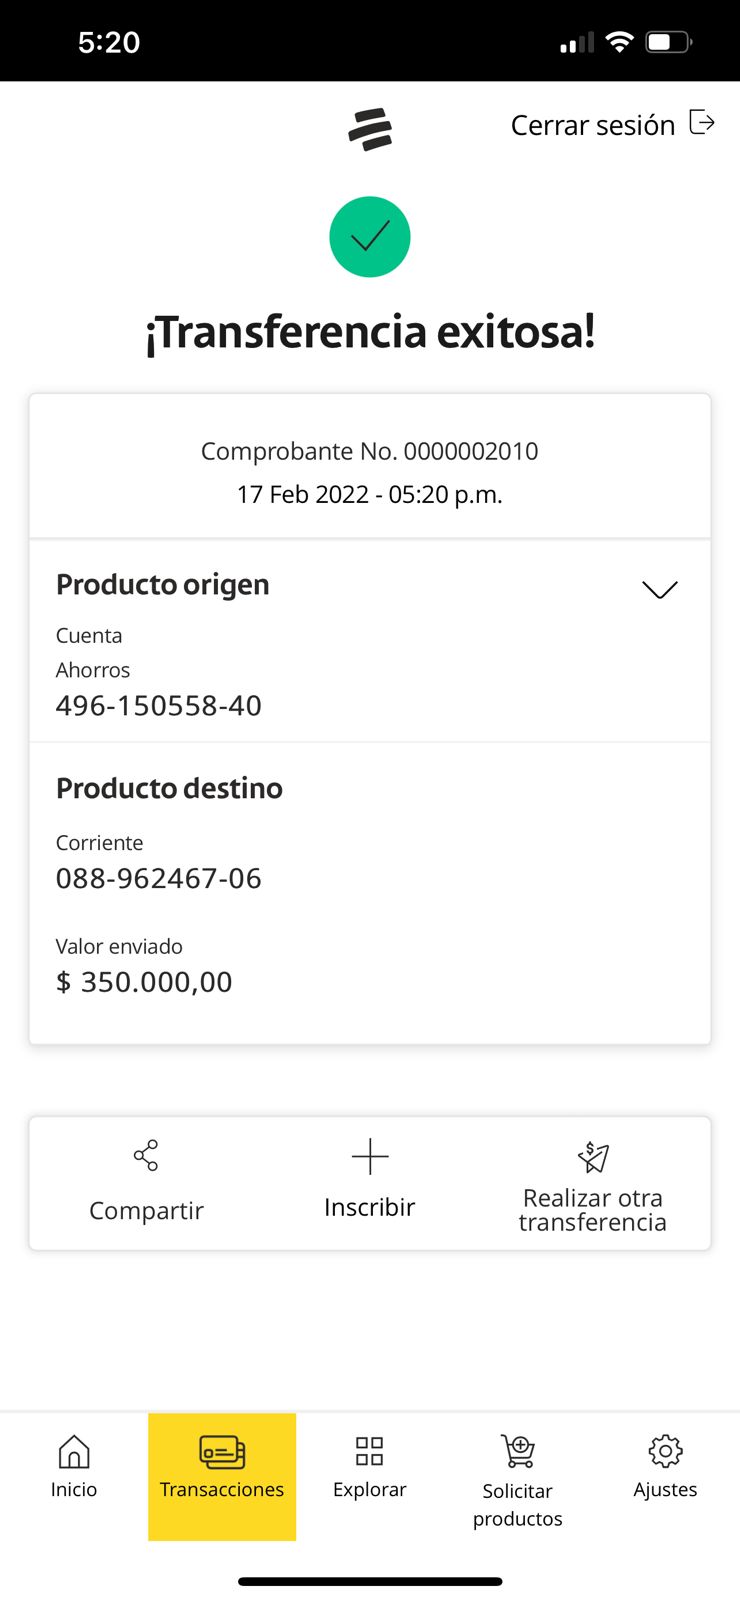 5:20
Cerrar sesión
¡Transferencia exitosa!
Comprobante No. 0000002010
17 Feb 2022 - 05:20 p.m.
Producto origen
Cuenta
Ahorros
496-150558-40
Producto destino
Corriente
088-962467-06
Valor enviado
$ 350.000,00
Compartir
Inscribir
Realizar otra
transferencia
Inicio
Transacciones
Explorar
Solicitar
productos
Ajustes